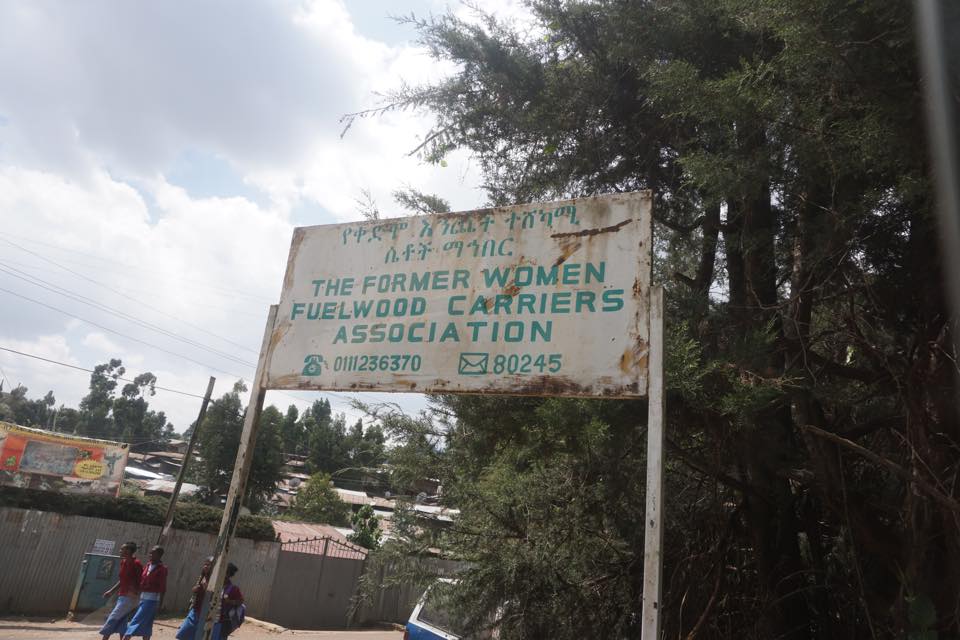 የቀድሞ እንጨት ተሸካሚ
ሴቶች ማኅበር
THE FORMER WOMEN
FUELWOOD CARRIERS
ASSOCIATION
0111236370 80245